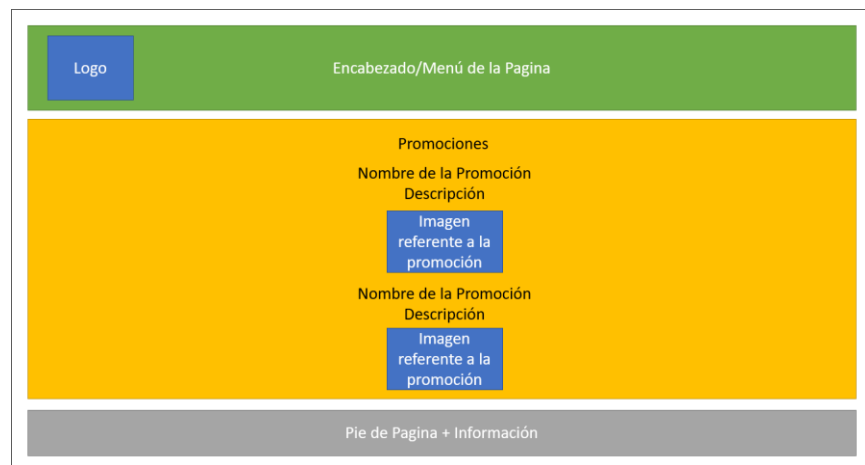 Logo
Encabezado/Menú de la Pagina
Promociones
Nombre de la Promoción
Descripción
Imagen
referente a la
promoción
Nombre de la Promoción
Descripción
Imagen
referente a la
promoción
Pie de Pagina + Información